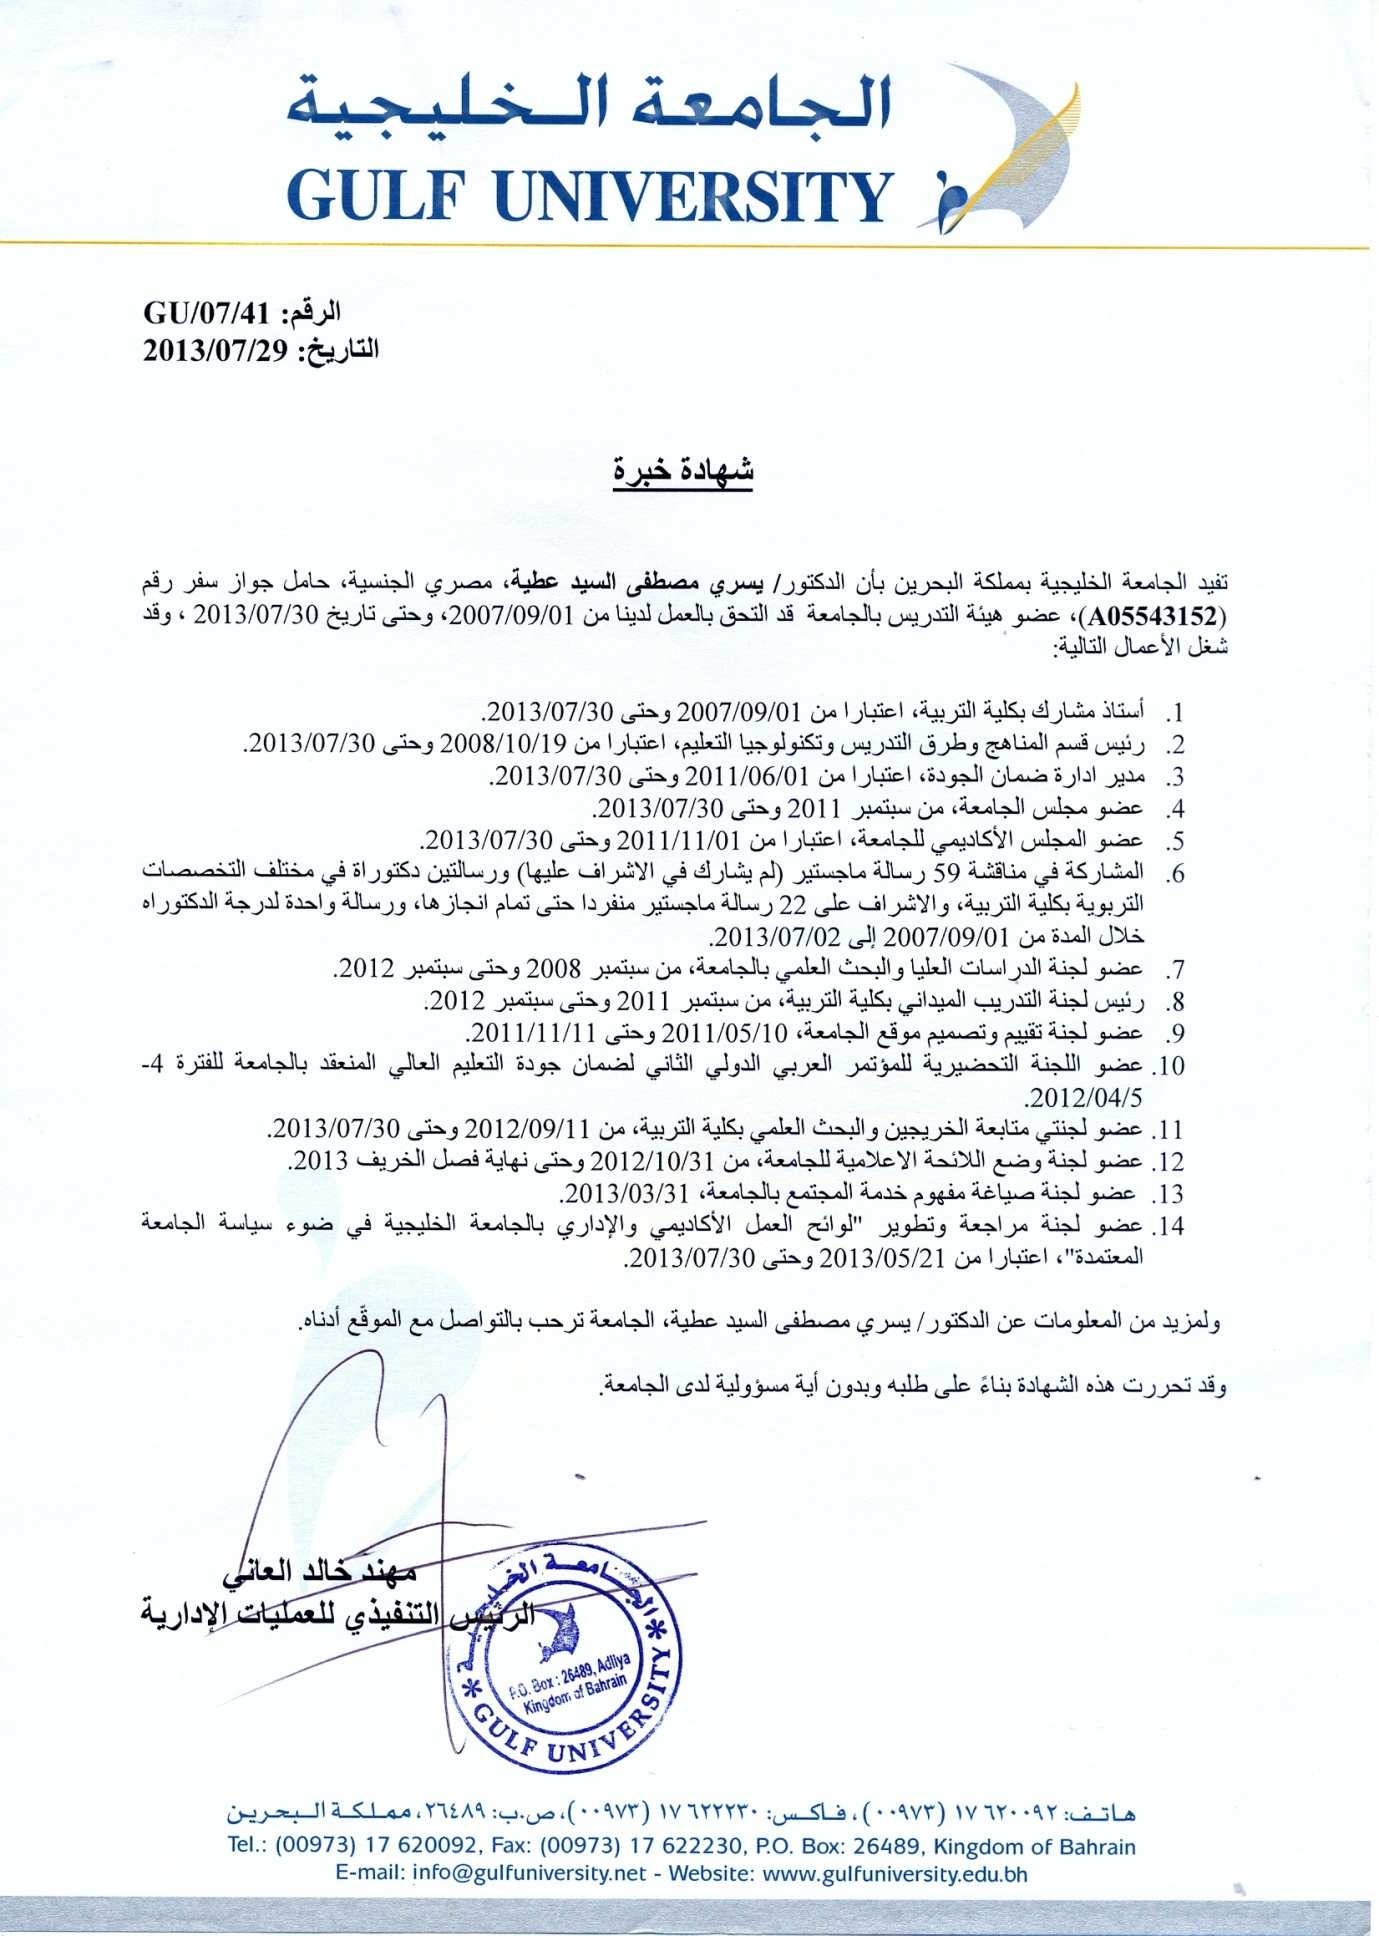 الجامعة الخليجية
GULF UNIVERSITY
الرقم: GU/07/41
التاريخ: 2013/07/29
شهادة خبرة
تفيد الجامعة الخليجية بمملكة البحرين بأن الدكتور/ يسري مصطفى السيد عطية، مصري الجنسية، حامل جواز سفر رقم
(A05543152)، عضو هيئة التدريس بالجامعة قد التحق بالعمل لدينا من 2007/09/01، وحتى تاريخ 2013/07/30 ، وقد
شغل الأعمال التالية:
1. أستاذ مشارك بكلية التربية، اعتبارا من 2007/09/01 وحتى 2013/07/30.
2. رئيس قسم المناهج وطرق التدريس وتكنولوجيا التعليم، اعتبارا من 2008/10/19 وحتى 2013/07/30.
3. مدير ادارة ضمان الجودة، اعتبارا من 2011/06/01 وحتى 2013/07/30.
4. عضو مجلس الجامعة، من سبتمبر 2011 وحتى 2013/07/30.
5. عضو المجلس الأكاديمي للجامعة، اعتبارا من 2011/11/01 وحتى 2013/07/30.
6. المشاركة في مناقشة 59 رسالة ماجستير (لم يشارك في الاشراف عليها) ورسالتين دكتوراة في مختلف التخصصات
التربوية بكلية التربية، والاشراف على 22 رسالة ماجستير منفردا حتى تمام انجازها، ورسالة واحدة لدرجة الدكتوراه
خلال المدة من 2007/09/01 إلى 2013/07/02.
7. عضو لجنة الدراسات العليا والبحث العلمي بالجامعة، من سبتمبر 2008 وحتى سبتمبر 2012.
8. رئيس لجنة التدريب الميداني بكلية التربية، من سبتمبر 2011 وحتى سبتمبر 2012.
9. عضو لجنة تقييم وتصميم موقع الجامعة، 2011/05/10 وحتى 2011/11/11.
10. عضو اللجنة التحضيرية للمؤتمر العربي الدولي الثاني لضمان جودة التعليم العالي المنعقد بالجامعة للفترة 4-
2012/04/5.
11. عضو لجنتي متابعة الخريجين والبحث العلمي بكلية التربية، من 2012/09/11 وحتى 2013/07/30.
12. عضو لجنة وضع اللائحة الاعلامية للجامعة، من 2012/10/31 وحتى نهاية فصل الخريف 2013.
13. عضو لجنة صياغة مفهوم خدمة المجتمع بالجامعة، 2013/03/31.
14. عضو لجنة مراجعة وتطوير "لوائح العمل الأكاديمي والإداري بالجامعة الخليجية في ضوء سياسة الجامعة
المعتمدة"، اعتبارا من 2013/05/21 وحتى 2013/07/30.
ولمزيد من المعلومات عن الدكتور/ يسري مصطفى السيد عطية، الجامعة ترحب بالتواصل مع الموقّع أدناه.
وقد تحررت هذه الشهادة بناءً على طلبه وبدون أية مسؤولية لدى الجامعة.
مهند خالد العاني
الرئيس التنفيذي للعمليات الإدارية
الجامعة الخليجية
P.O. Box : 26489, Adliya
Kingdom of Bahrain
* GULF UNIVERSITY *
هاتف: ١٧٦٢٠٠٩٢ (٠٠٩٧٣)، فاكس: ١٧٦٢٢٢٣٠ (٠٠٩٧٣)، ص.ب: ٢٦٤٨٩، مملكة البحرين
Tel.: (00973) 17 620092, Fax: (00973) 17 622230, P.O. Box: 26489, Kingdom of Bahrain
E-mail: info@gulfuniversity.net - Website: www.gulfuniversity.edu.bh